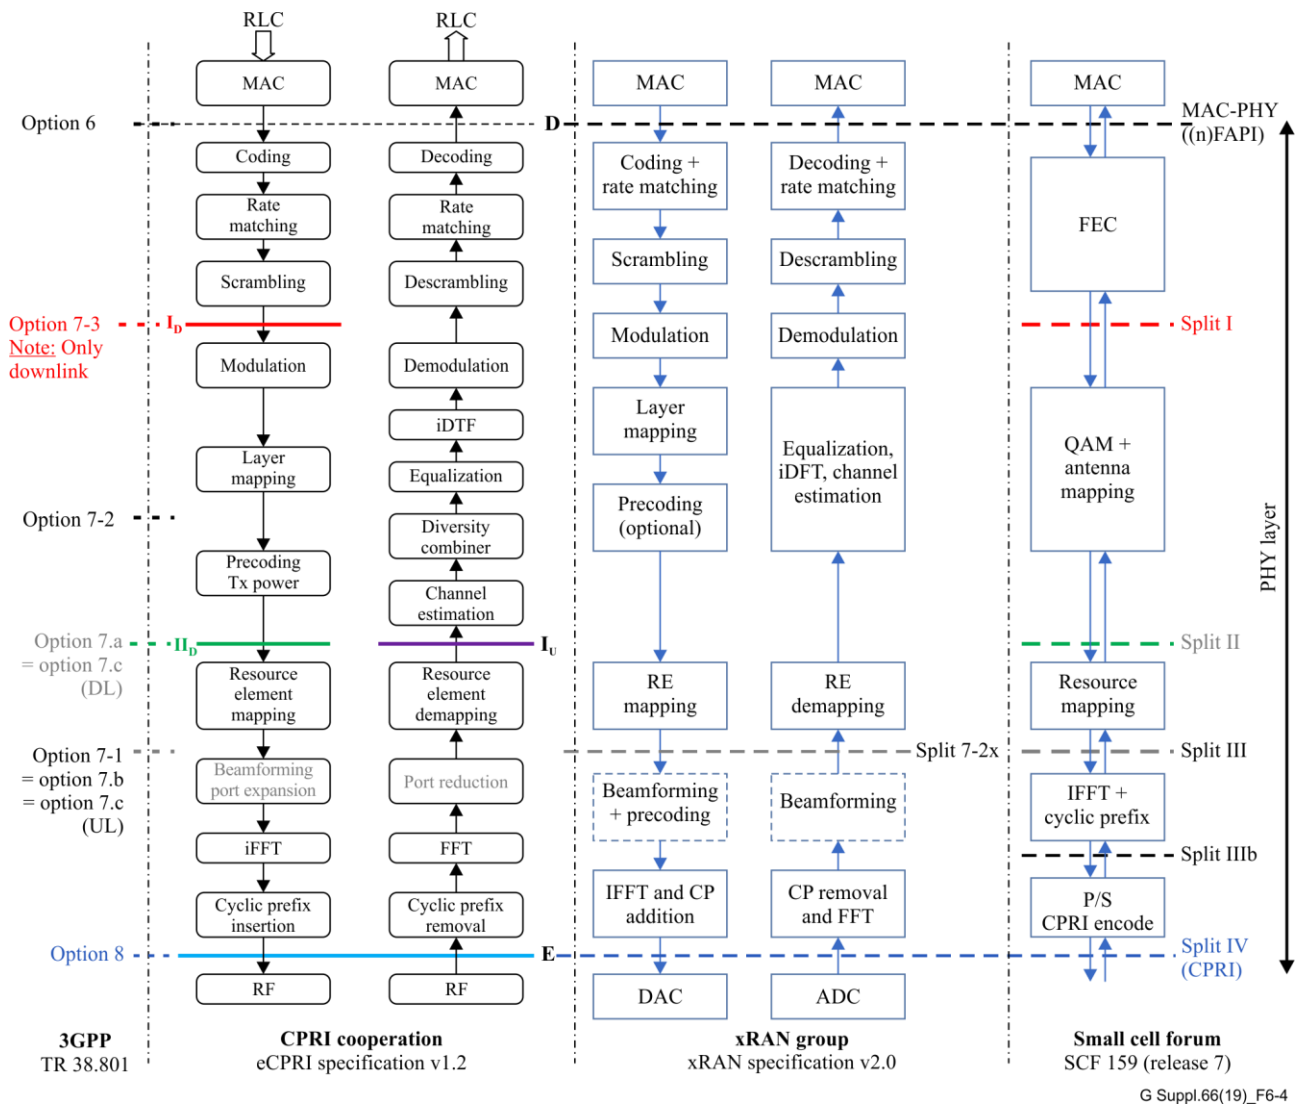 RLC
RLC
MAC
MAC
MAC
MAC
MAC
Option 6
D
MAC-PHY
((n)FAPI)
Coding
Decoding
Coding +
rate matching
Decoding +
rate matching
FEC
Rate
matching
Rate
matching
Scrambling
Descrambling
Scrambling
Descrambling
Option 7-3
Note: Only
downlink
I_D
Split I
Modulation
Demodulation
Modulation
Demodulation
iDTF
Layer
mapping
Equalization,
iDFT, channel
estimation
QAM +
antenna
mapping
Layer
mapping
Equalization
Option 7-2
Diversity
combiner
Precoding
(optional)
Precoding
Tx power
Channel
estimation
PHY layer
Option 7.a
= option 7.c
(DL)
II_D
I_U
Split II
Resource
element
mapping
Resource
element
demapping
RE
mapping
RE
demapping
Resource
mapping
Option 7-1
= option 7.b
= option 7.c
(UL)
Split 7-2x
Split III
Beamforming
port expansion
Port reduction
Beamforming
+ precoding
Beamforming
IFFT +
cyclic prefix
iFFT
FFT
Split IIIb
Cyclic prefix
insertion
Cyclic prefix
removal
IFFT and CP
addition
CP removal
and FFT
P/S
CPRI encode
Option 8
E
Split IV
(CPRI)
RF
RF
DAC
ADC
3GPP
TR 38.801
CPRI cooperation
eCPRI specification v1.2
xRAN group
xRAN specification v2.0
Small cell forum
SCF 159 (release 7)
G Suppl.66(19)_F6-4